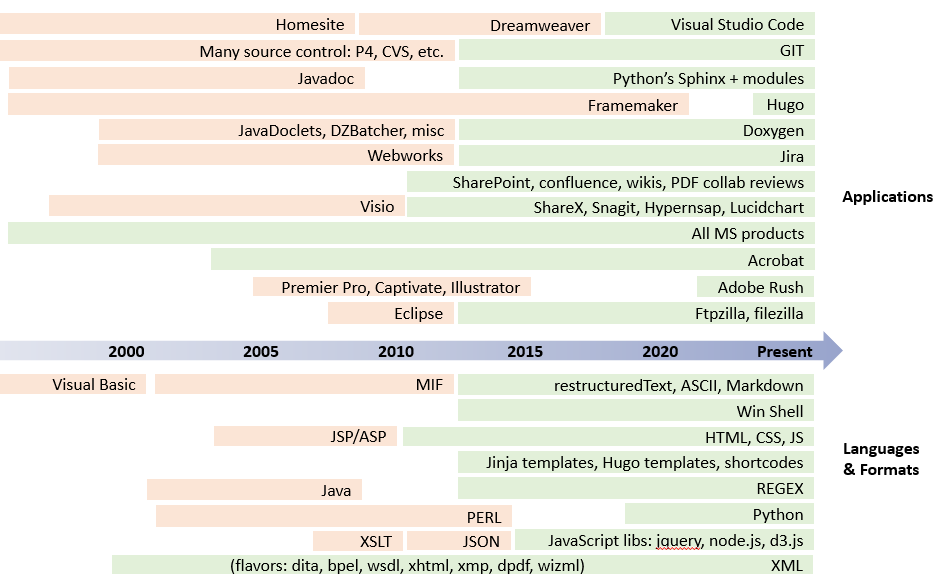 Homesite Dreamweaver Visual Studio Code
Many source control: P4, CVS, etc. GIT
Javadoc Python's Sphinx + modules
Framemaker Hugo
JavaDoclets, DZBatcher, misc Doxygen
Webworks Jira
SharePoint, confluence, wikis, PDF collab reviews
Applications
Visio ShareX, Snagit, Hypernsap, Lucidchart
All MS products
Acrobat
Premier Pro, Captivate, Illustrator Adobe Rush
Eclipse Ftpzilla, filezilla
2000 2005 2010 2015 2020 Present
Visual Basic MIF restructuredText, ASCII, Markdown
Win Shell
JSP/ASP HTML, CSS, JS
Languages
& Formats
Jinja templates, Hugo templates, shortcodes
Java REGEX
PERL Python
XSLT JSON JavaScript libs: jquery, node.js, d3.js
(flavors: dita, bpel, wsdl, xhtml, xmp, dpdf, wizml) XML